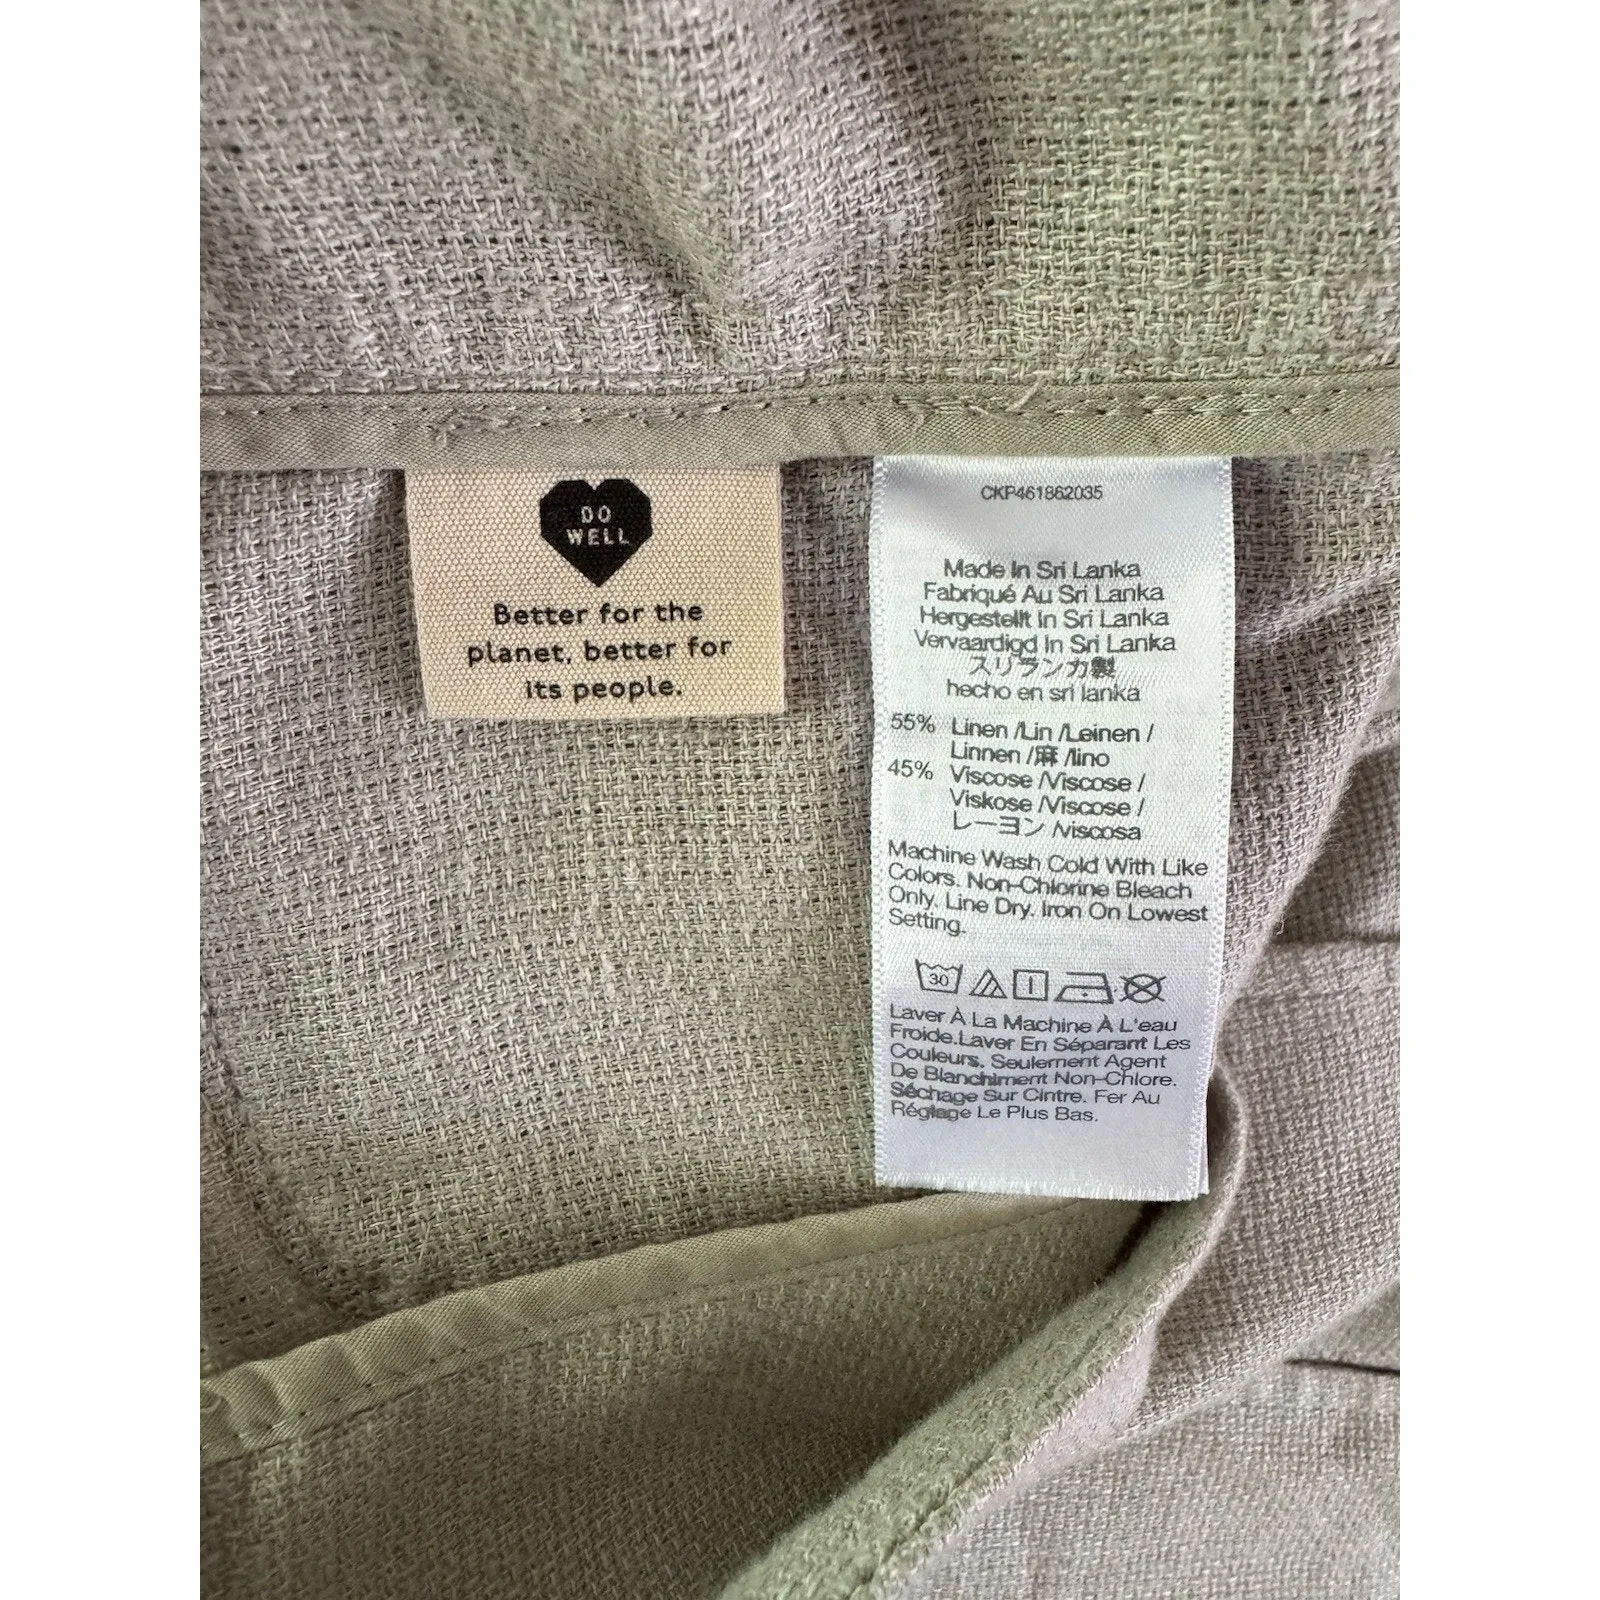 DO
WELL
Better for the
planet, better for
its people.
CKP461862035
Made In Sri Lanka
Fabriqué Au Sri Lanka
Hergestellt In Sri Lanka
Vervaardigd In Sri Lanka
スリランカ製
hecho en sri lanka
55% Linen /Lin /Leinen /
Linnen /麻 /lino
45% Viscose /Viscose /
Viskose /Viscose /
レーヨン /viscosa
Machine Wash Cold With Like
Colors. Non-Chlorine Bleach
Only. Line Dry. Iron On Lowest
Setting.
30
Laver À La Machine À L'eau
Froide.Laver En Séparant Les
Couleurs. Seulement Agent
De Blanchiment Non-Chlore.
Séchage Sur Cintre. Fer Au
Réglage Le Plus Bas.